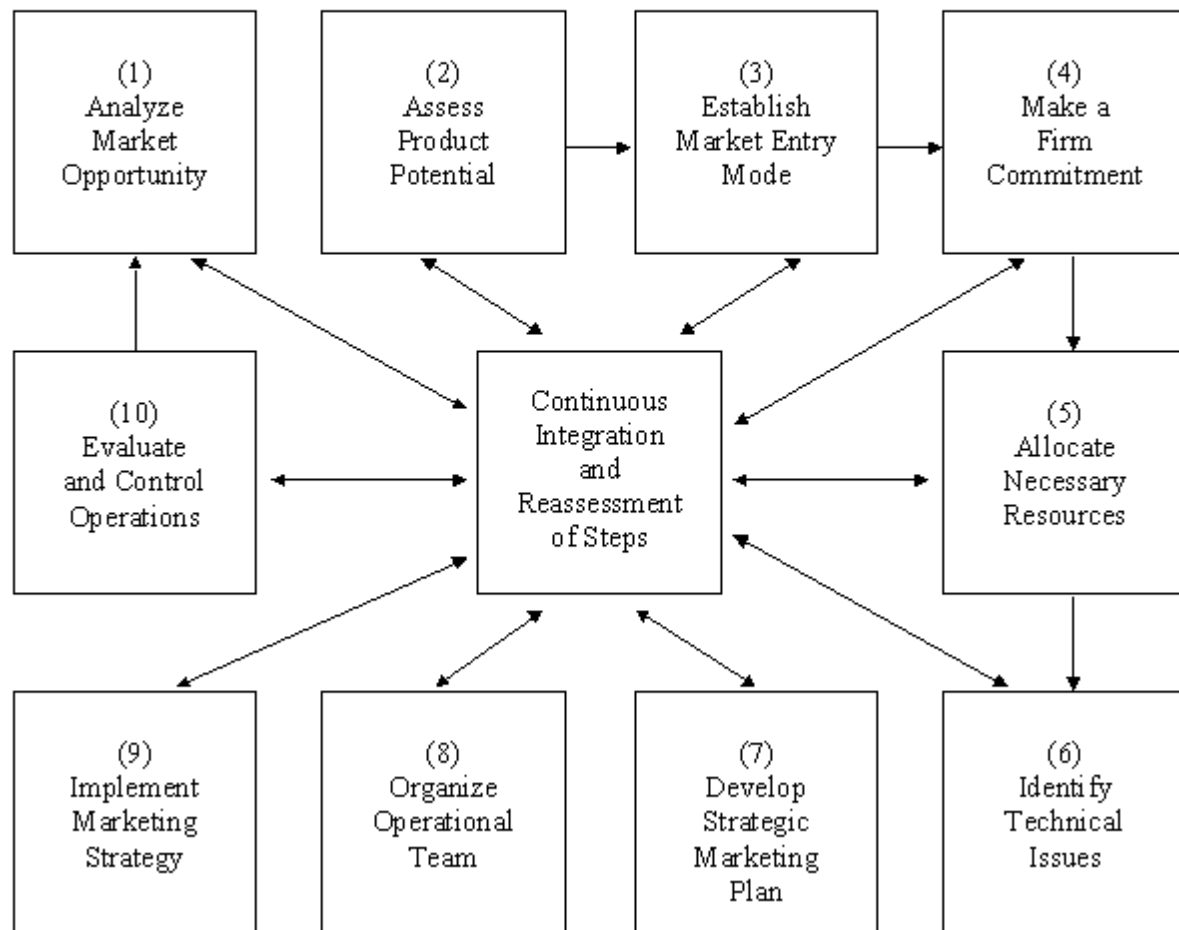 (1)
Analyze
Market
Opportunity
(2)
Assess
Product
Potential
(3)
Establish
Market Entry
Mode
(4)
Make a
Firm
Commitment
(10)
Evaluate
and Control
Operations
Continuous
Integration
and
Reassessment
of Steps
(5)
Allocate
Necessary
Resources
(9)
Implement
Marketing
Strategy
(8)
Organize
Operational
Team
(7)
Develop
Strategic
Marketing
Plan
(6)
Identify
Technical
Issues